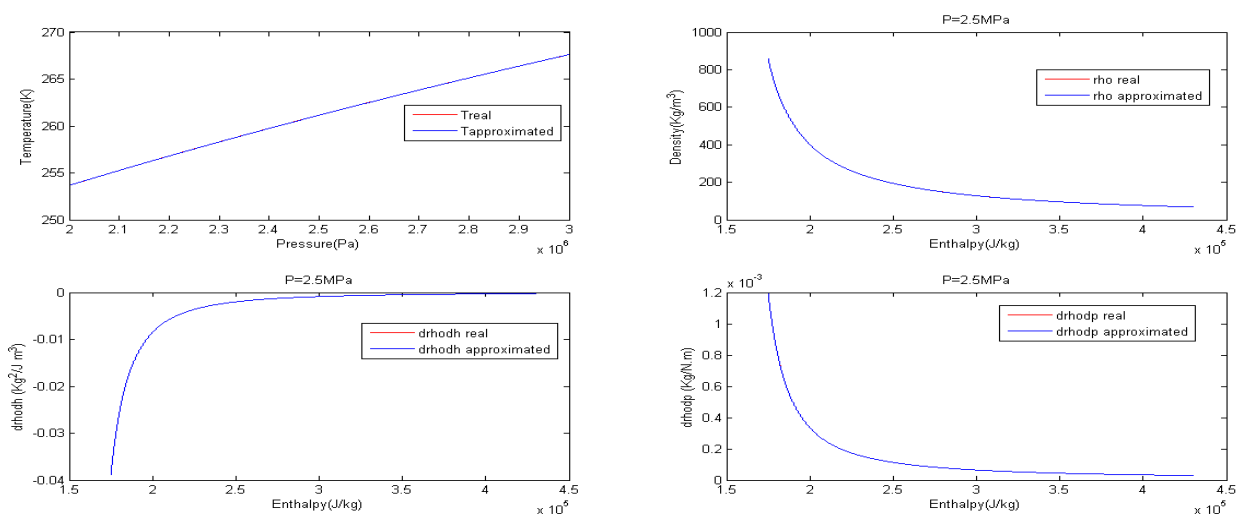 270
265
260
255
250
Temperature(K)
Treal
Tapproximated
2 2.1 2.2 2.3 2.4 2.5 2.6 2.7 2.8 2.9 3
Pressure(Pa)
x 10^6
P=2.5MPa
1000
800
600
400
200
0
Density(Kg/m^3)
rho real
rho approximated
1.5 2 2.5 3 3.5 4 4.5
Enthalpy(J/kg)
x 10^5
P=2.5MPa
0
-0.01
-0.02
-0.03
-0.04
drhodh (Kg^2/J m^3)
drhodh real
drhodh approximated
1.5 2 2.5 3 3.5 4 4.5
Enthalpy(J/kg)
x 10^5
P=2.5MPa
x 10^-3
1.2
1
0.8
0.6
0.4
0.2
0
drhodp (Kg/N.m)
drhodp real
drhodp approximated
1.5 2 2.5 3 3.5 4 4.5
Enthalpy(J/kg)
x 10^5